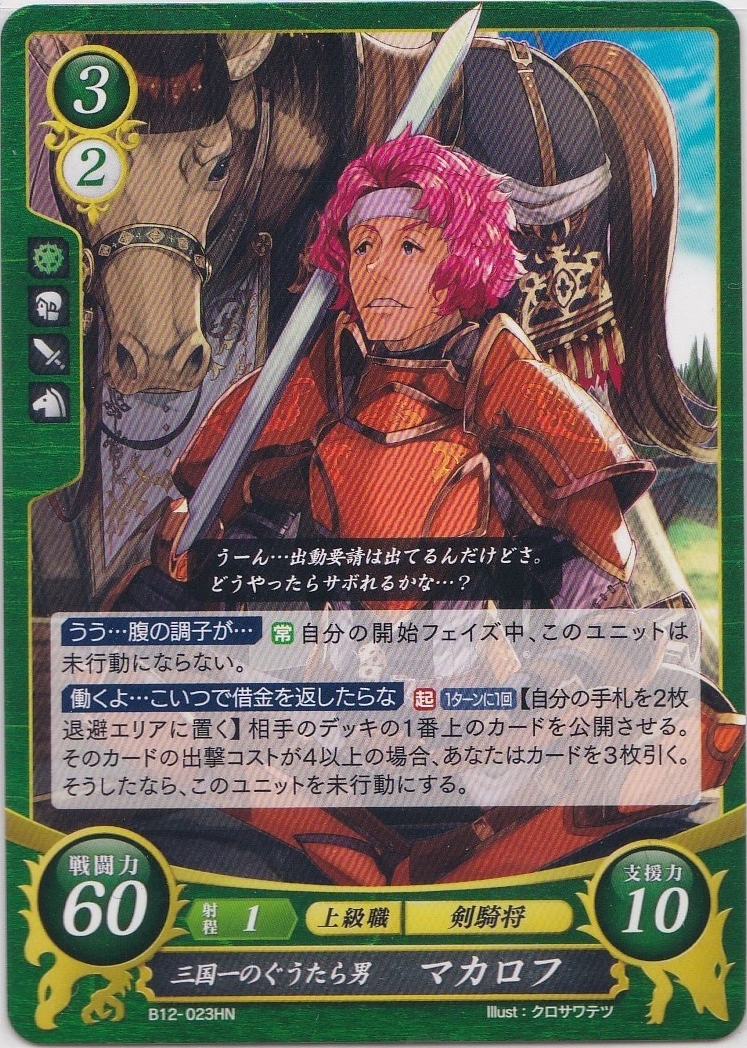 3
2
うーん…出動要請は出てるんだけどさ。
どうやったらサボれるかな…?
うう…腹の調子が… 常 自分の開始フェイズ中、このユニットは
未行動にならない。
働くよ…こいつで借金を返したらな 起 1ターンに1回【自分の手札を2枚
退避エリアに置く】相手のデッキの1番上のカードを公開させる。
そのカードの出撃コストが4以上の場合、あなたはカードを3枚引く。
そうしたなら、このユニットを未行動にする。
戦闘力 60
射程 1
上級職 剣騎将
支援力 10
三国一のぐうたら男 マカロフ
B12-023HN
Illust:クロサワテツ